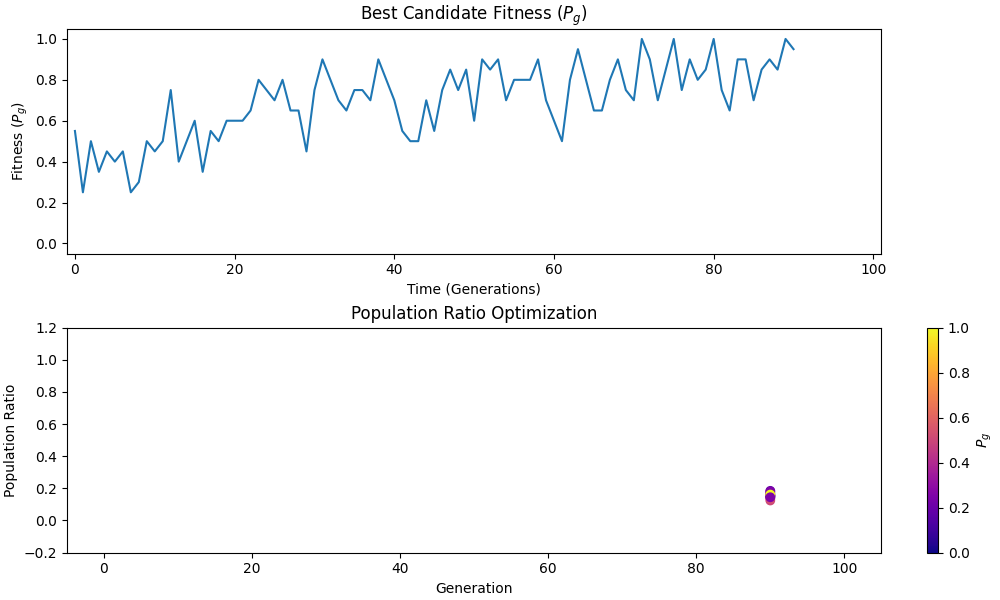 Best Candidate Fitness (P_g)
Fitness (P_g)
1.0
0.8
0.6
0.4
0.2
0.0
0 20 40 60 80 100
Time (Generations)
Population Ratio Optimization
Population Ratio
1.2
1.0
0.8
0.6
0.4
0.2
0.0
−0.2
0 20 40 60 80 100
Generation
1.0
0.8
0.6
0.4
0.2
0.0
P_g